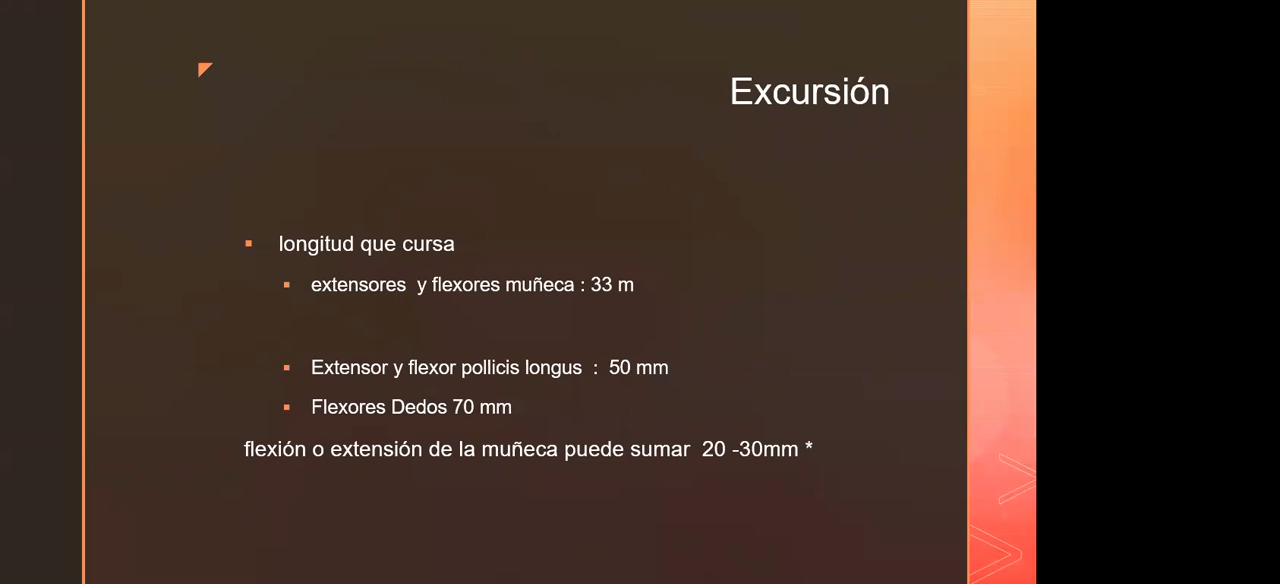 Excursión
longitud que cursa
extensores y flexores muñeca : 33 m
Extensor y flexor pollicis longus : 50 mm
Flexores Dedos 70 mm
flexión o extensión de la muñeca puede sumar 20 -30mm *